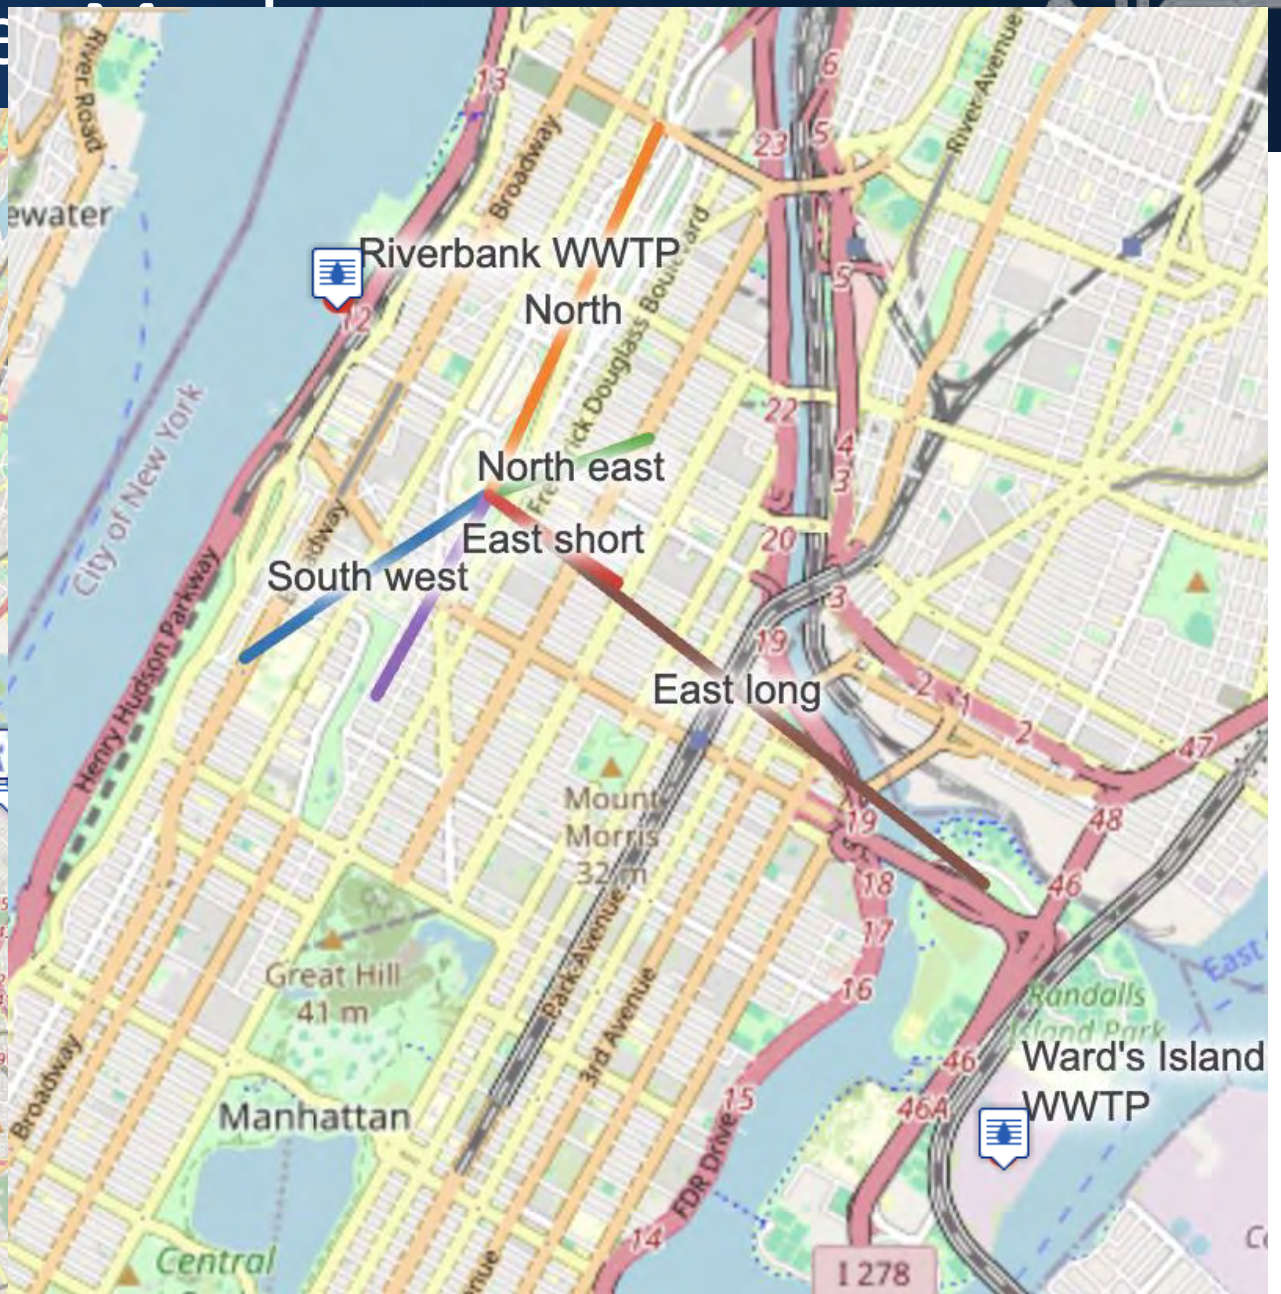 River Road
13
Broadway
6
River Avenue
23
5
ewater
Riverbank WWTP
12
North
5
Frederick Douglass Boulevard
22
4
3
City of New York
North east
East short
20
South west
3
19
East long
2
1
2
47
Henry Hudson Parkway
Mount
Morris
32 m
19
48
18
46
17
Park Avenue
16
East
Great Hill
41 m
3rd Avenue
Randalls
Island Park
Ward's Island
WWTP
46
46A
15
Broadway
Manhattan
FDR Drive
14
Central
I 278